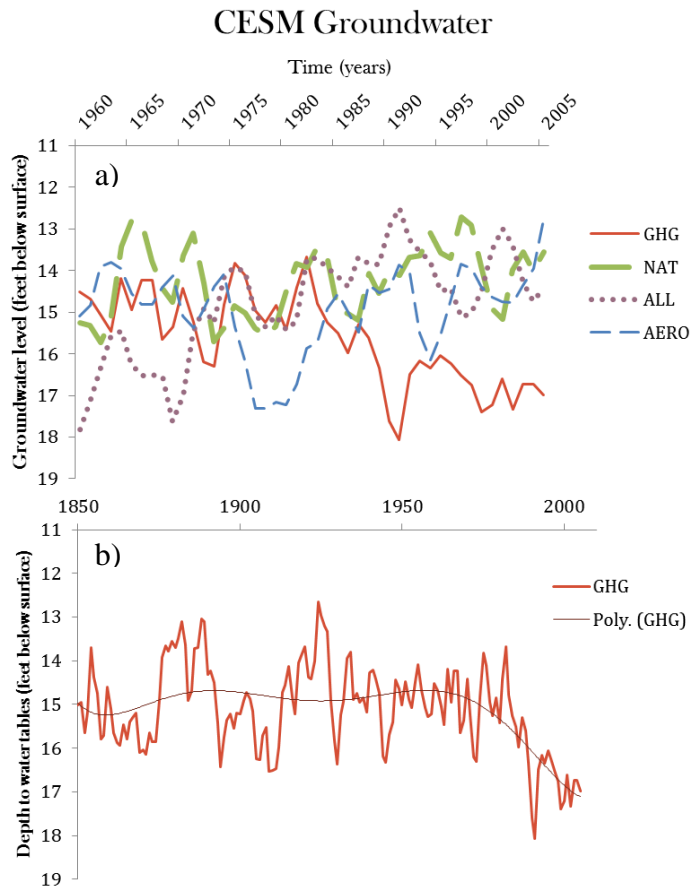 CESM Groundwater
Time (years)
1960 1965 1970 1975 1980 1985 1990 1995 2000 2005
11
12
13
14
15
16
17
18
19
Groundwater level (feet below surface)
a)
GHG
NAT
ALL
AERO
1850 1900 1950 2000
11
12
13
14
15
16
17
18
19
Depth to water tables (feet below surface)
b)
GHG
Poly. (GHG)